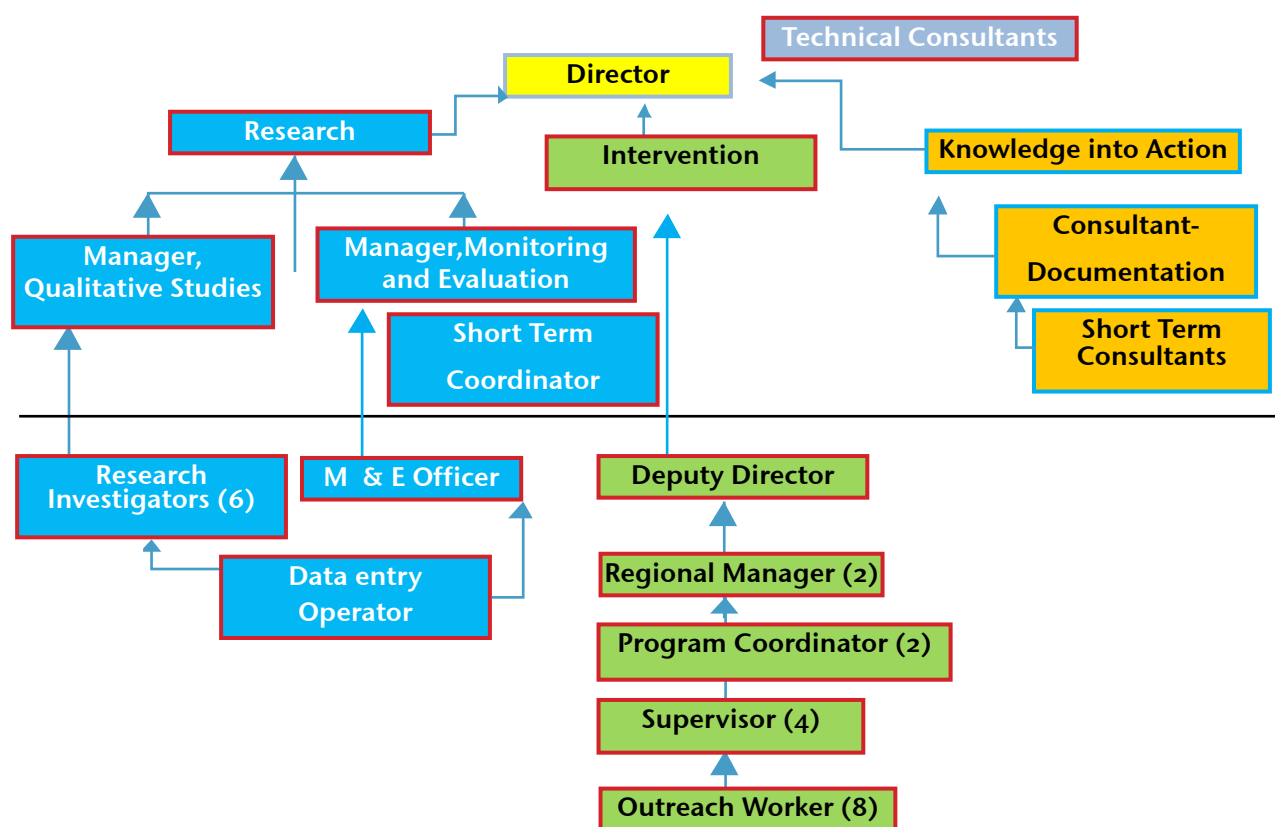 Technical Consultants
Director
Research
Intervention
Knowledge into Action
Manager,
Qualitative Studies
Manager,Monitoring
and Evaluation
Consultant-
Documentation
Short Term
Coordinator
Short Term
Consultants
Research
Investigators (6)
M & E Officer
Deputy Director
Data entry
Operator
Regional Manager (2)
Program Coordinator (2)
Supervisor (4)
Outreach Worker (8)